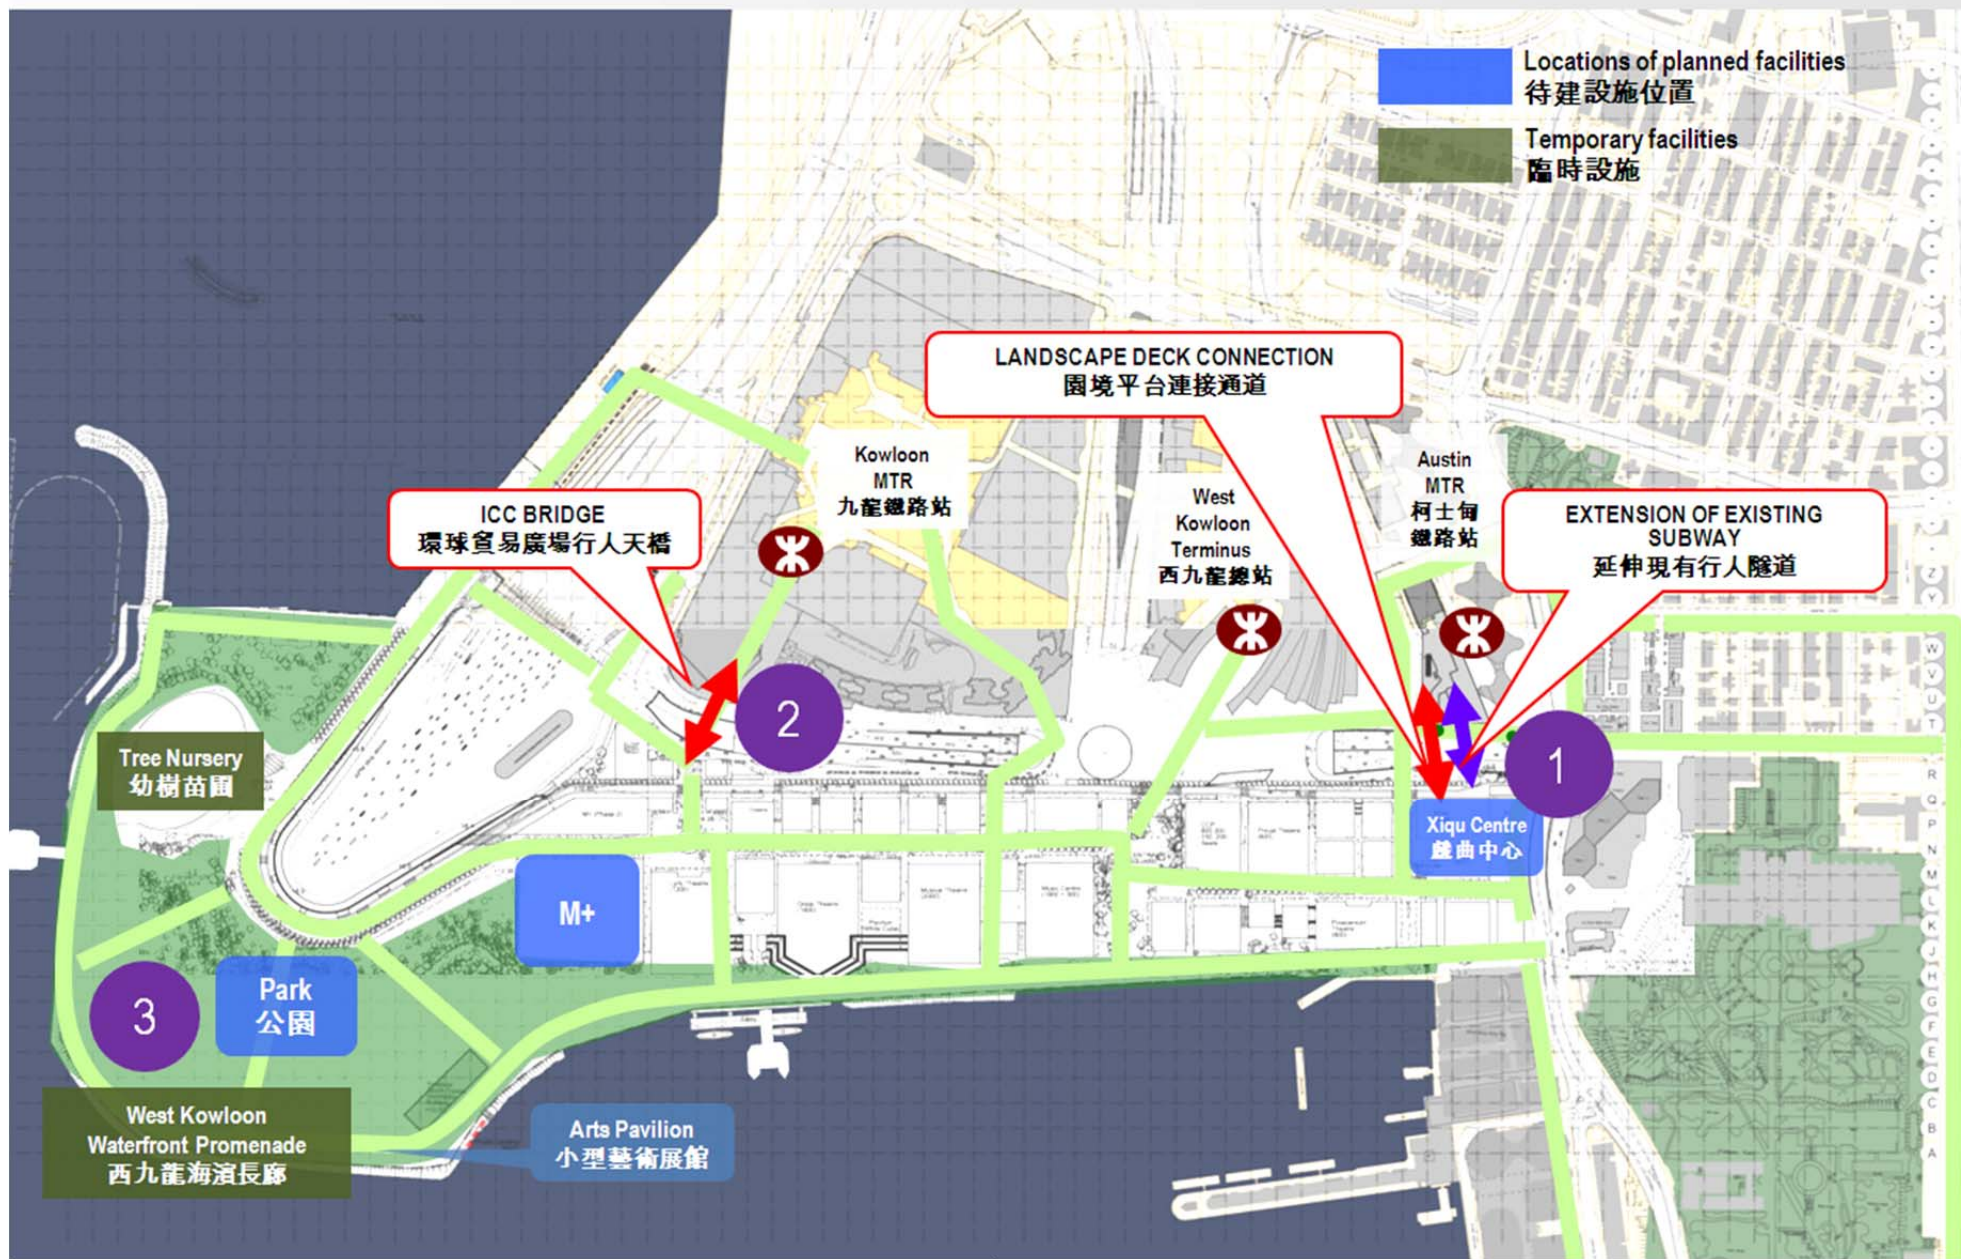 Locations of planned facilities
待建設施位置
Temporary facilities
臨時設施
LANDSCAPE DECK CONNECTION
園境平台連接通道
Kowloon
MTR
九龍鐵路站
West
Kowloon
Terminus
西九龍總站
Austin
MTR
柯士甸
鐵路站
ICC BRIDGE
環球貿易廣場行人天橋
EXTENSION OF EXISTING
SUBWAY
延伸現有行人隧道
2
1
Tree Nursery
幼樹苗圃
Xiqu Centre
戲曲中心
M+
3
Park
公園
West Kowloon
Waterfront Promenade
西九龍海濱長廊
Arts Pavilion
小型藝術展館
Z
Y
W
V
U
T
R
Q
P
N
M
L
K
J
H
G
F
E
D
C
B
A